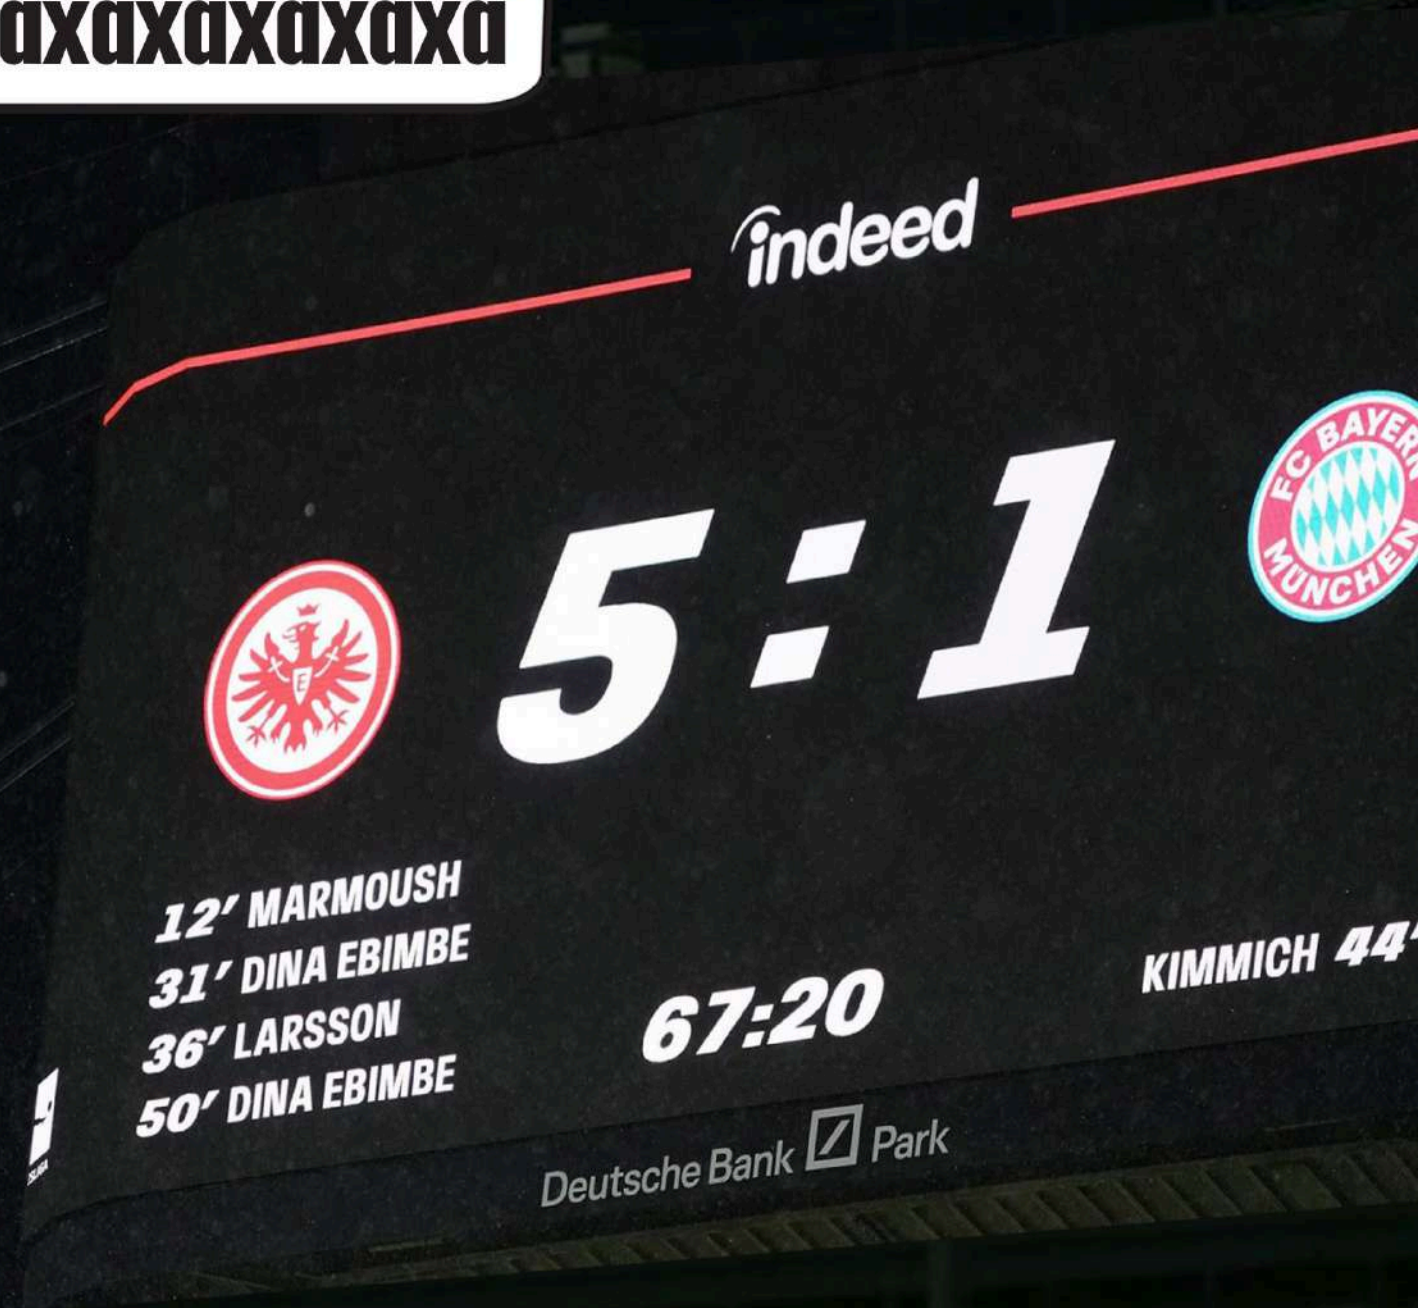 axaxaxaxaxa
indeed
5:1
FC BAYERN
MÜNCHEN
E
12’ MARMOUSH
31’ DINA EBIMBE
36’ LARSSON
50’ DINA EBIMBE
67:20
KIMMICH 44’
Deutsche Bank Park